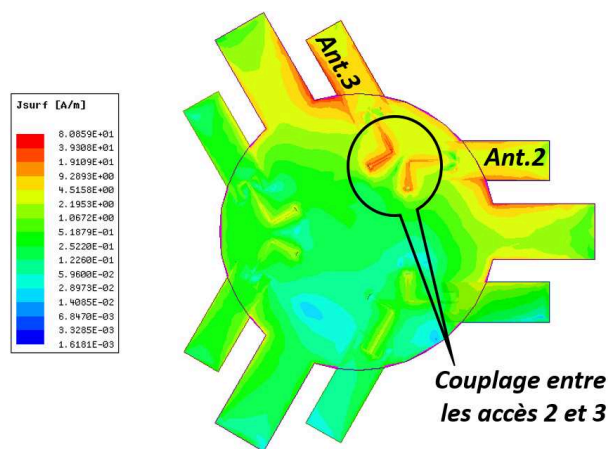 Jsurf [A/m]
8.0859E+01
3.9308E+01
1.9109E+01
9.2893E+00
4.5158E+00
2.1953E+00
1.0672E+00
5.1879E-01
2.5220E-01
1.2260E-01
5.9600E-02
2.8973E-02
1.4085E-02
6.8470E-03
3.3285E-03
1.6181E-03
Ant.3
Ant.2
Couplage entre
les accès 2 et 3